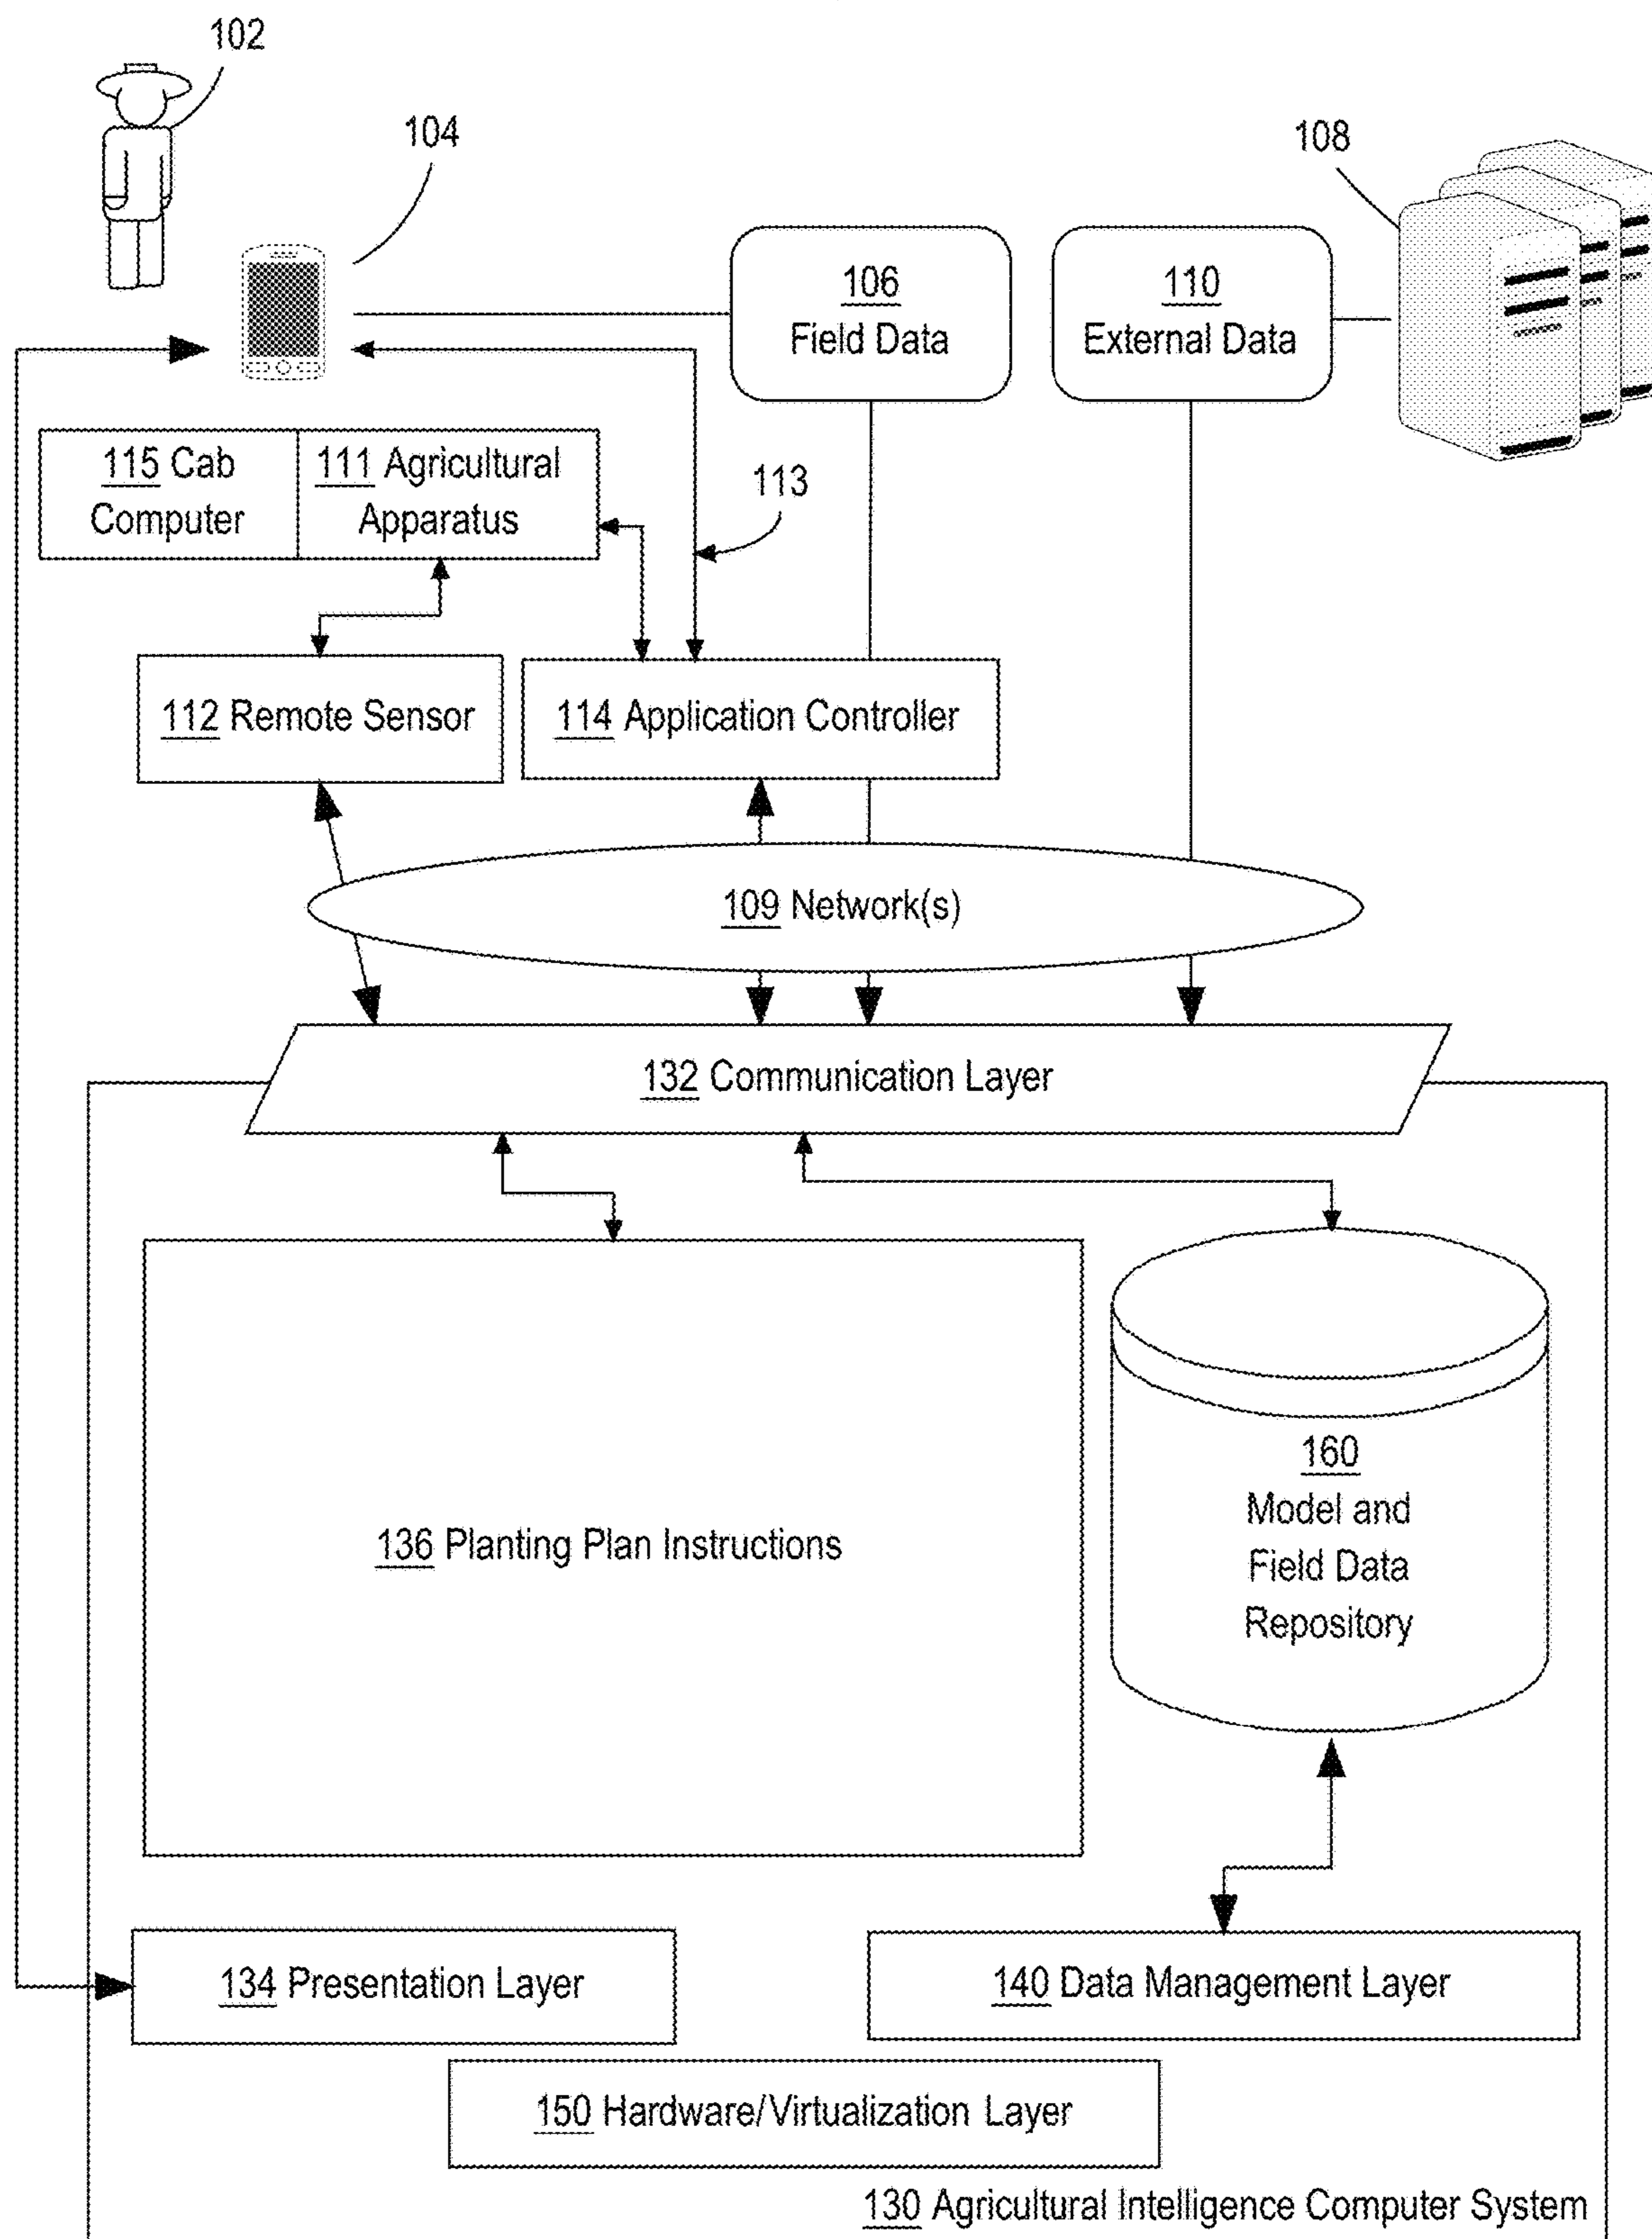 102
104
108
106
Field Data
110
External Data
115 Cab
Computer
111 Agricultural
Apparatus
113
112 Remote Sensor
114 Application Controller
109 Network(s)
132 Communication Layer
136 Planting Plan Instructions
160
Model and
Field Data
Repository
134 Presentation Layer
140 Data Management Layer
150 Hardware/Virtualization Layer
130 Agricultural Intelligence Computer System